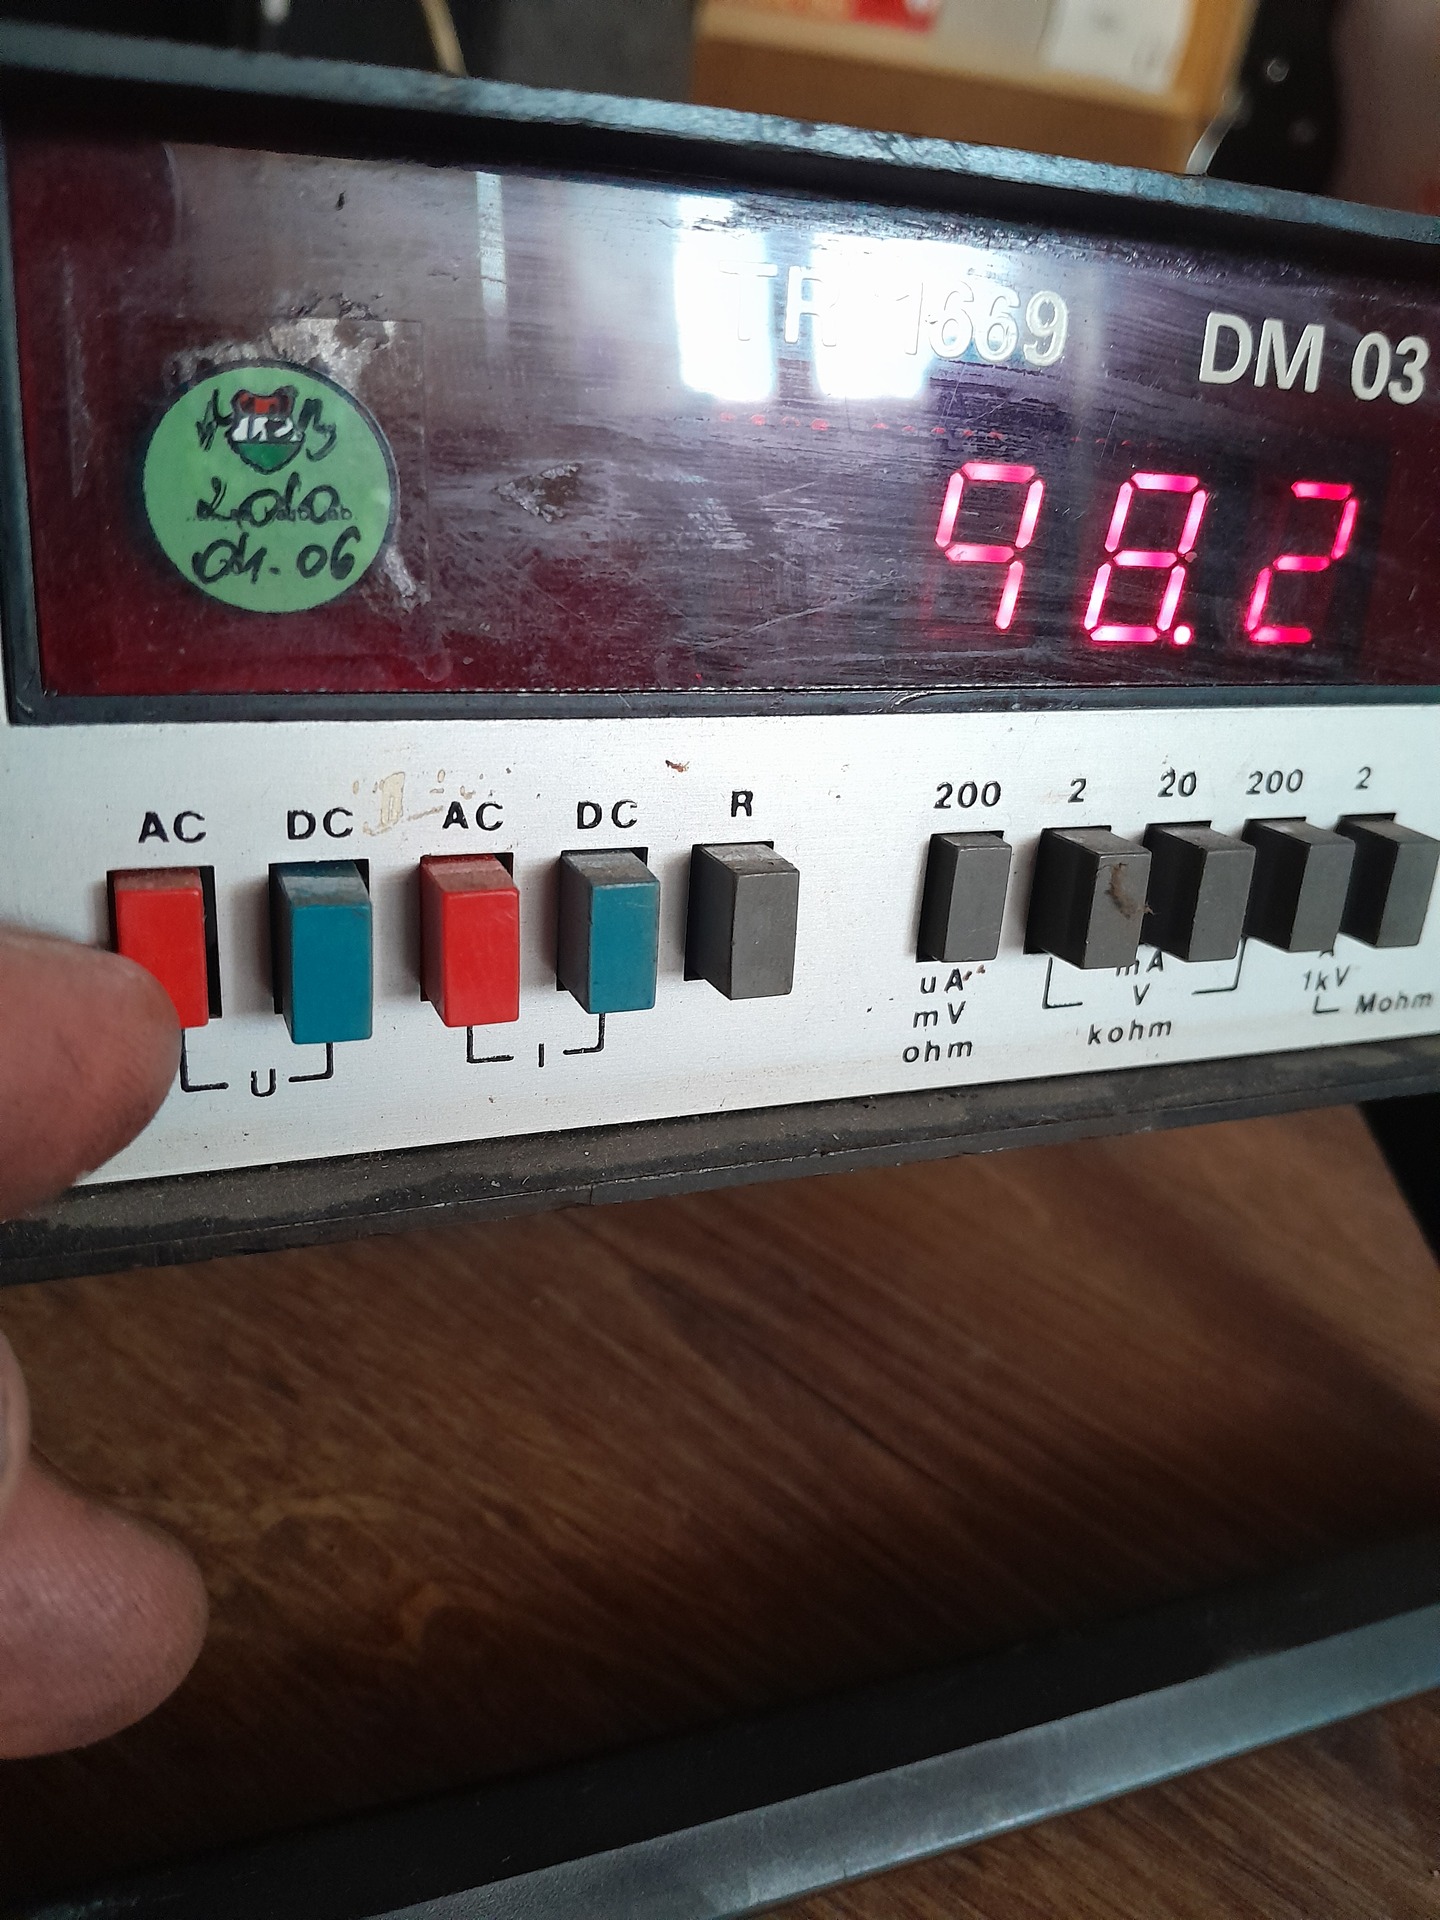 TR 1669 DM 03
98.2
04.06
AC DC AC DC R
200 2 20 200 2
U
I
uA
mV
ohm
mA
V
kohm
A
1kV
Mohm